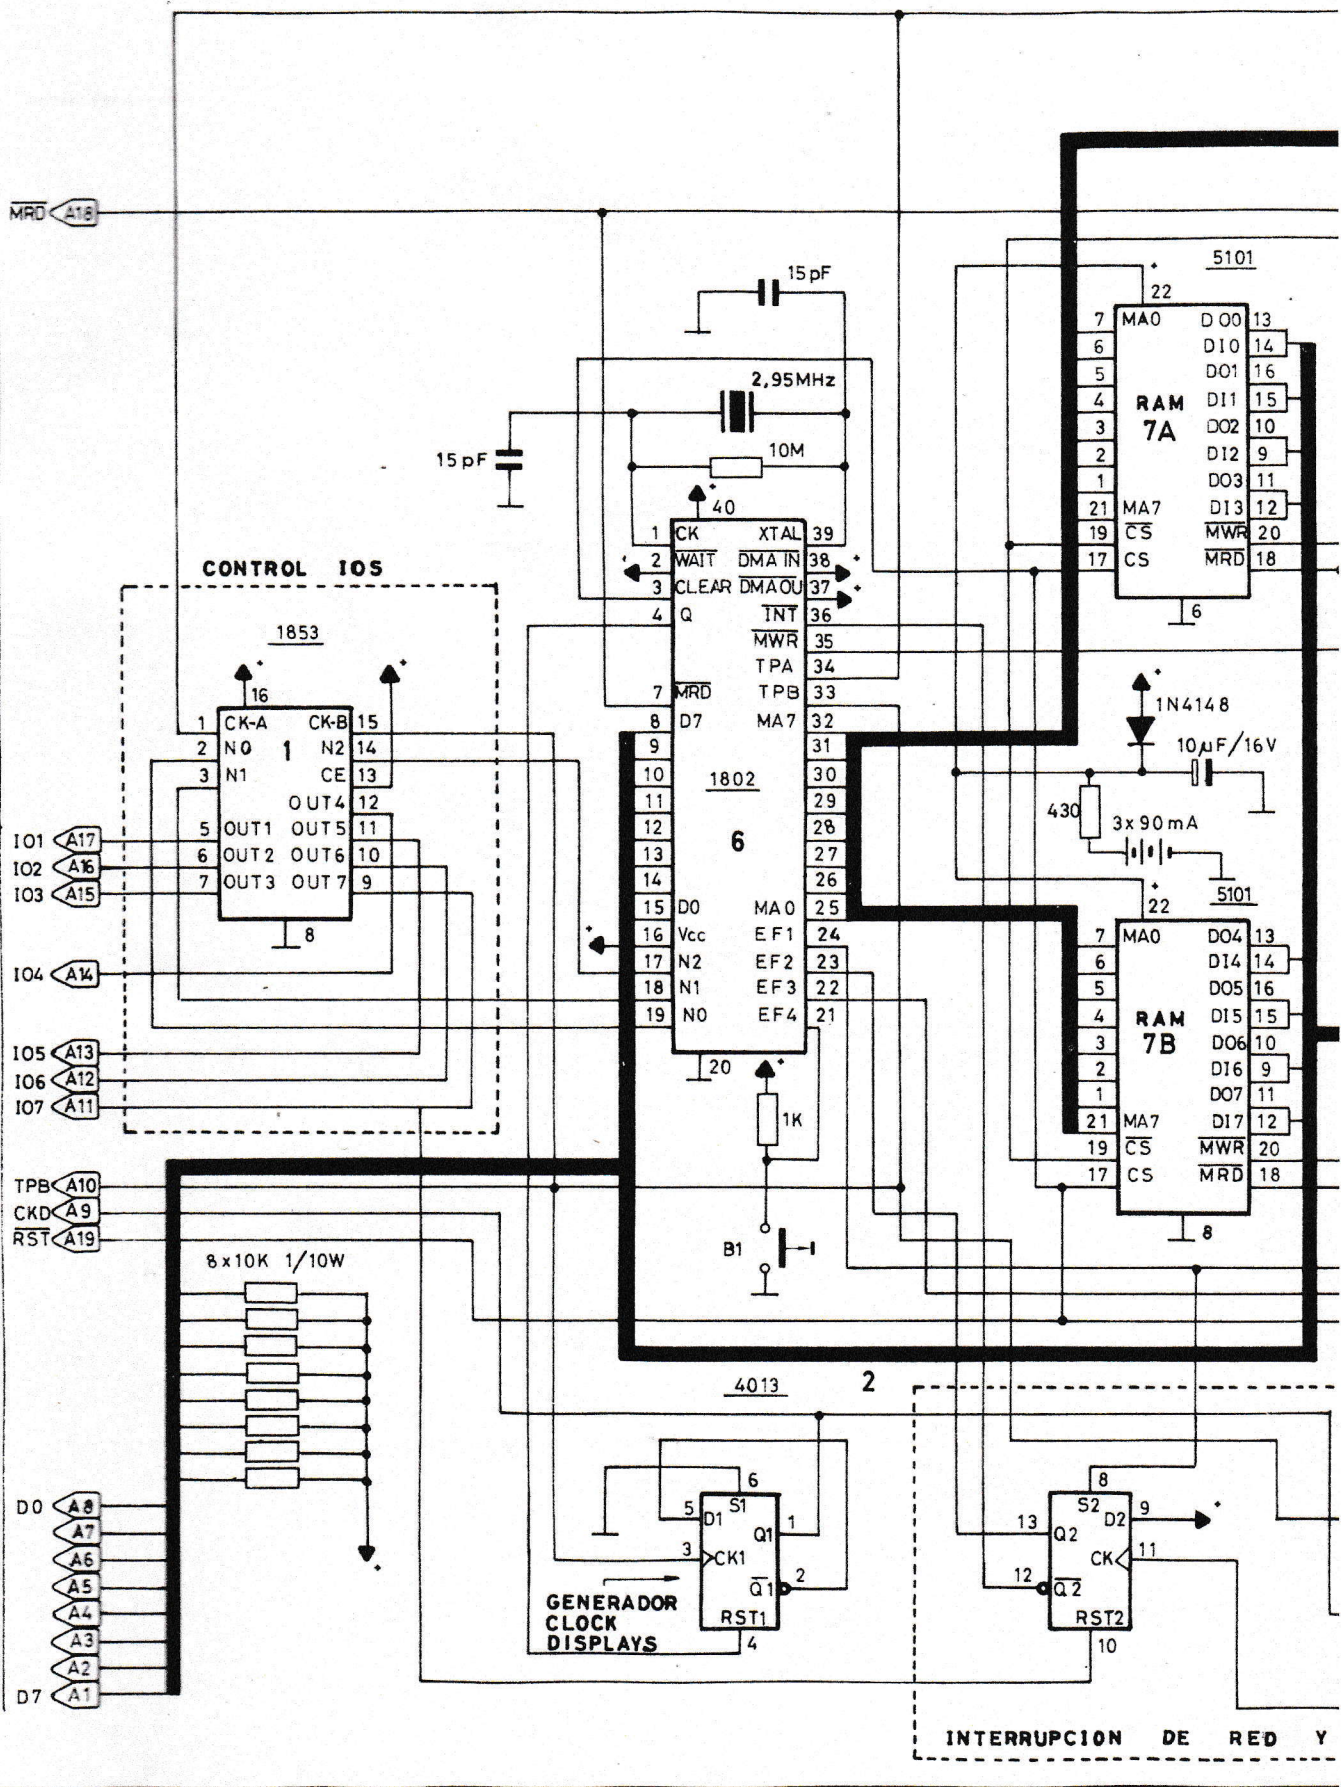 MRD A18
15pF
2,95MHz
10M
15pF
5101
+
22
7 MA0 DO0 13
6 DI0 14
5 DO1 16
4 RAM DI1 15
3 7A DO2 10
2 DI2 9
1 DO3 11
21 MA7 DI3 12
19 CS MWR 20
17 CS MRD 18
6
+
40
1 CK XTAL 39
2 WAIT DMA IN 38
3 CLEAR DMAOU 37
4 Q INT 36
MWR 35
TPA 34
7 MRD TPB 33
8 D7 MA7 32
9 31
10 30
11 1802 29
12 28
13 6 27
14 26
15 D0 MA0 25
16 Vcc EF1 24
17 N2 EF2 23
18 N1 EF3 22
19 N0 EF4 21
20
CONTROL IOS
1853
16
1 CK-A CK-B 15
2 N0 1 N2 14
3 N1 CE 13
OUT4 12
5 OUT1 OUT5 11
6 OUT2 OUT6 10
7 OUT3 OUT7 9
8
IO1 A17
IO2 A16
IO3 A15
IO4 A14
IO5 A13
IO6 A12
IO7 A11
1N4148
10µF/16V
430
3x90mA
5101
+
22
7 MA0 DO4 13
6 DI4 14
5 DO5 16
4 RAM DI5 15
3 7B DO6 10
2 DI6 9
1 DO7 11
21 MA7 DI7 12
19 CS MWR 20
17 CS MRD 18
8
1K
B1
TPB A10
CKD A9
RST A19
8x10K 1/10W
4013
2
6
S1
5 D1
Q1 1
3 CK1
Q1 2
RST1
4
GENERADOR
CLOCK
DISPLAYS
8
S2
D2 9
13 Q2
CK 11
12 Q2
RST2
10
D0 A8
A7
A6
A5
A4
A3
A2
D7 A1
INTERRUPCION DE RED Y